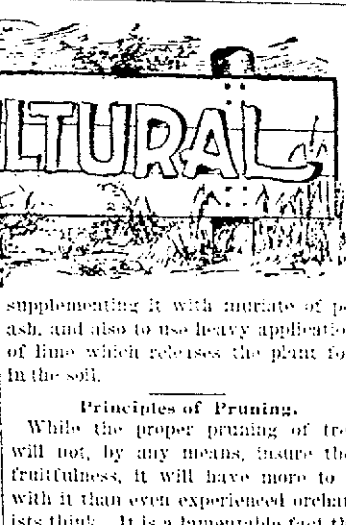 LTURAL
supplementing it with muriate of p
ash, and also to use heavy applicatio
of lime which releases the plant fo
in the soil.
Principles of Pruning.
While the proper pruning of tre
will not, by any means, insure th
fruitfulness, it will have more to
with it than even experienced orchar
ists think. It is a lamentable fact th